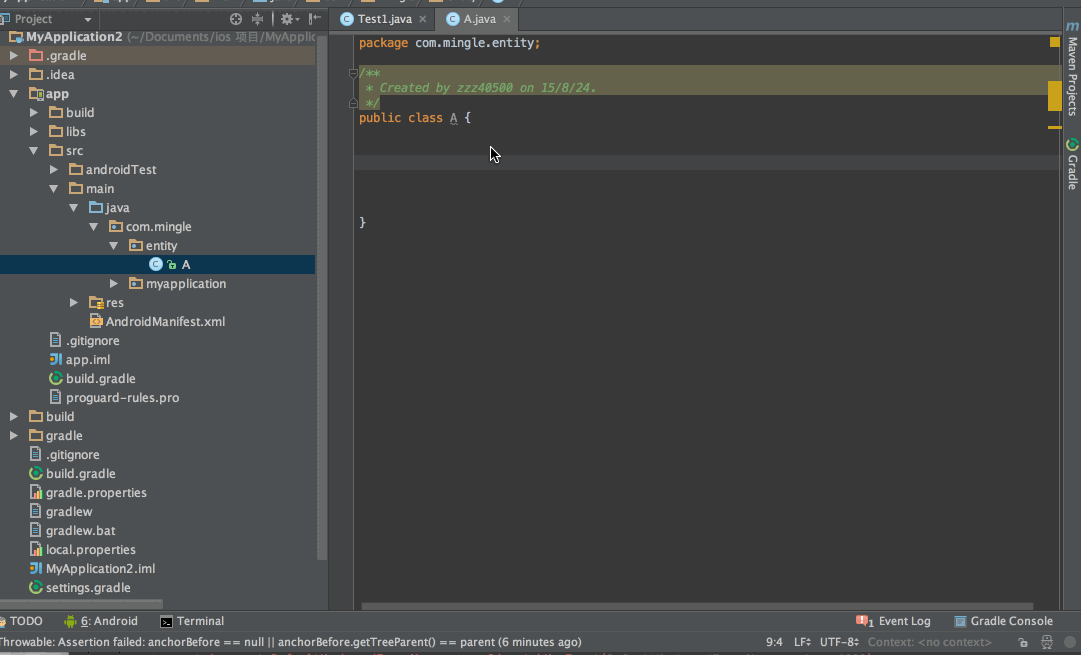 Project
Test1.java
A.java
MyApplication2 (~/Documents/ios 项目/MyApplic
.gradle
.idea
app
build
libs
src
androidTest
main
java
com.mingle
entity
A
myapplication
res
AndroidManifest.xml
.gitignore
app.iml
build.gradle
proguard-rules.pro
build
gradle
.gitignore
build.gradle
gradle.properties
gradlew
gradlew.bat
local.properties
MyApplication2.iml
settings.gradle
package com.mingle.entity;
/**
* Created by zzz40500 on 15/8/24.
*/
public class A {
}
Maven Projects
Gradle
TODO
6: Android
Terminal
1 Event Log
Gradle Console
Throwable: Assertion failed: anchorBefore == null || anchorBefore.getTreeParent() == parent (6 minutes ago)
9:4
LF
UTF-8
Context: <no context>